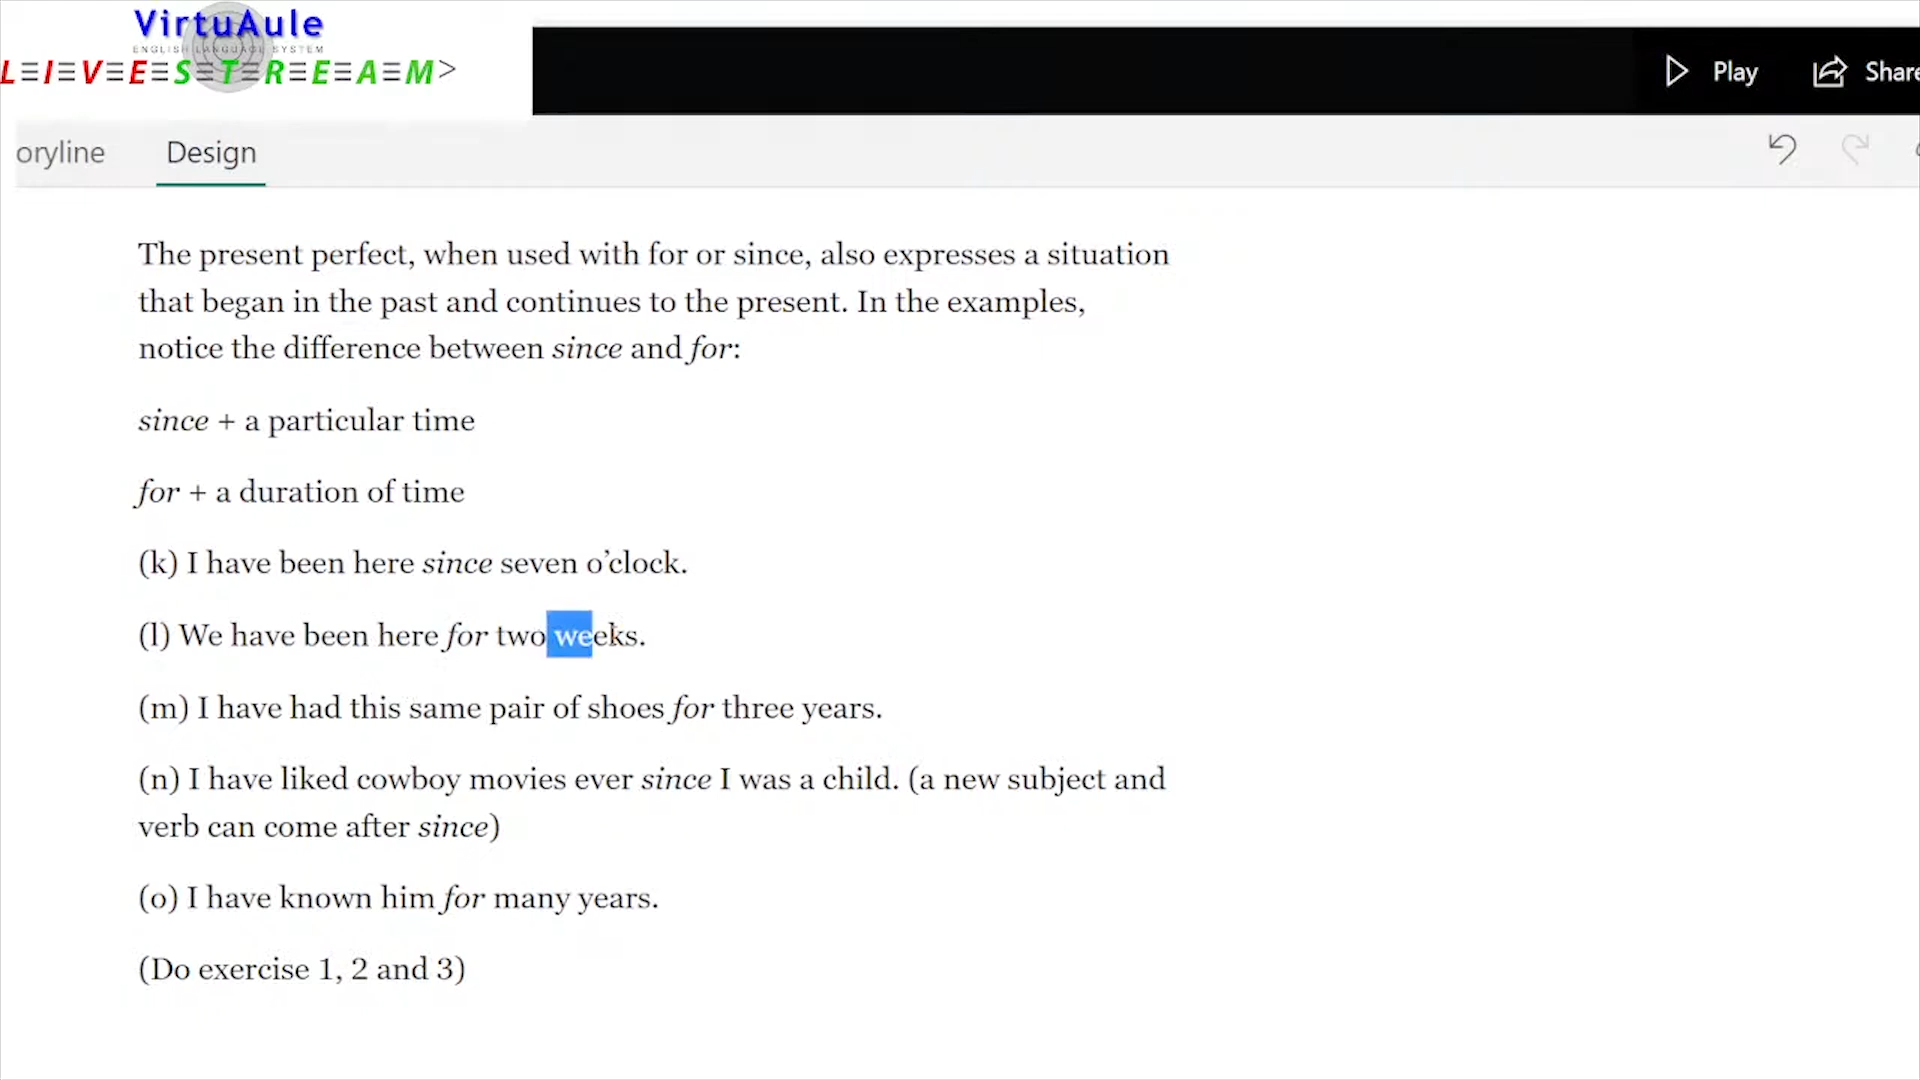 VirtuAule
ENGLISH LANGUAGE SYSTEM
L≡I≡V≡E≡S≡T≡R≡E≡A≡M>
Play
Share
oryline
Design
The present perfect, when used with for or since, also expresses a situation
that began in the past and continues to the present. In the examples,
notice the difference between since and for:
since + a particular time
for + a duration of time
(k) I have been here since seven o’clock.
(l) We have been here for two weeks.
(m) I have had this same pair of shoes for three years.
(n) I have liked cowboy movies ever since I was a child. (a new subject and
verb can come after since)
(o) I have known him for many years.
(Do exercise 1, 2 and 3)